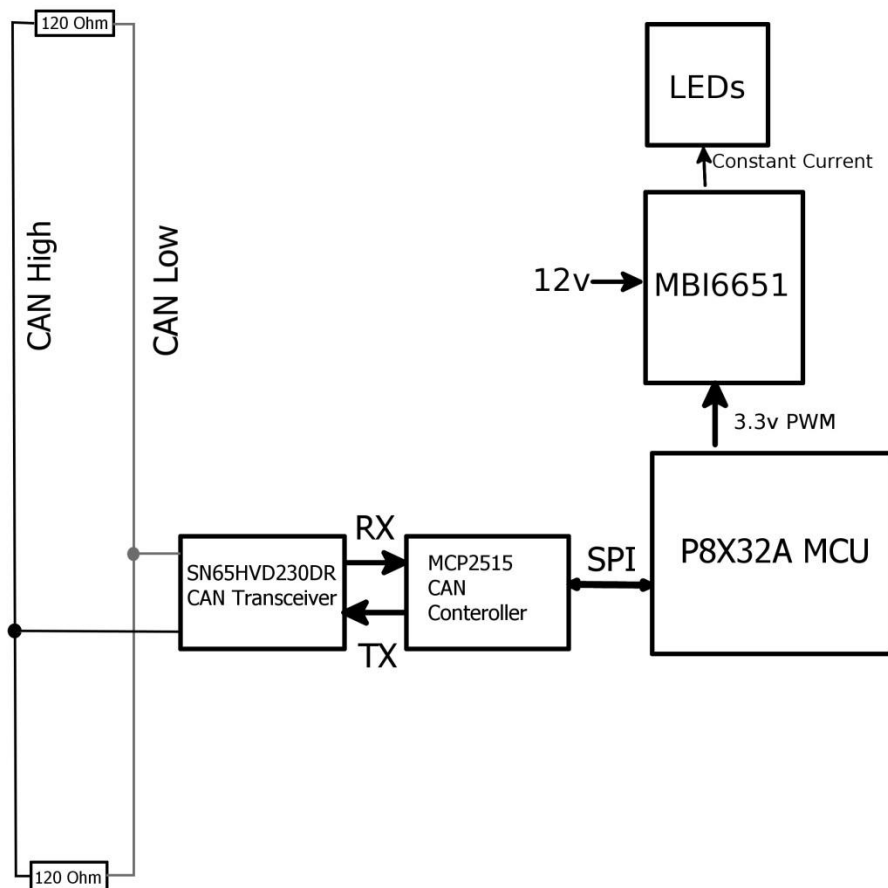 120 Ohm
LEDs
Constant Current
CAN High
CAN Low
12v
MBI6651
3.3v PWM
RX
P8X32A MCU
SN65HVD230DR
CAN Transceiver
MCP2515
CAN
Conteroller
SPI
TX
120 Ohm